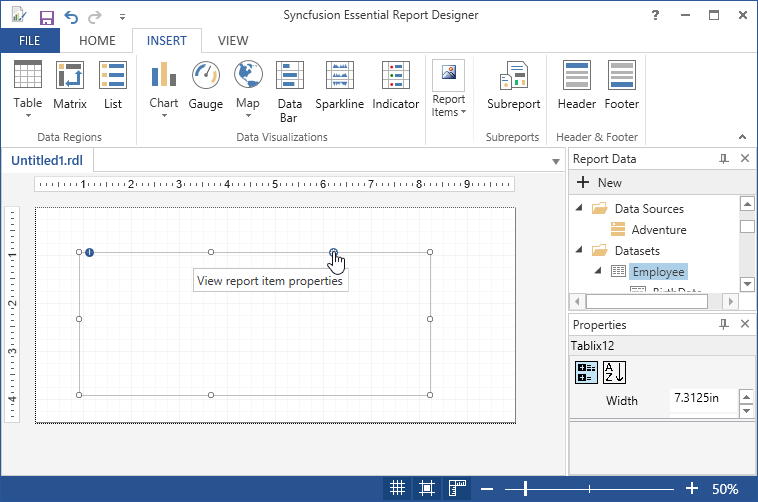 Syncfusion Essential Report Designer
?
FILE HOME INSERT VIEW
Table Matrix List Chart Gauge Map Data Bar Sparkline Indicator Report Items Subreport Header Footer
Data Regions Data Visualizations Subreports Header & Footer
Untitled1.rdl
1 2 3 4 5 6 7 8 9
1
2
3
4
View report item properties
Report Data
New
Data Sources
Adventure
Datasets
Employee
BirthDate
Properties
Tablix12
A
Z
Width 7.3125in
50%